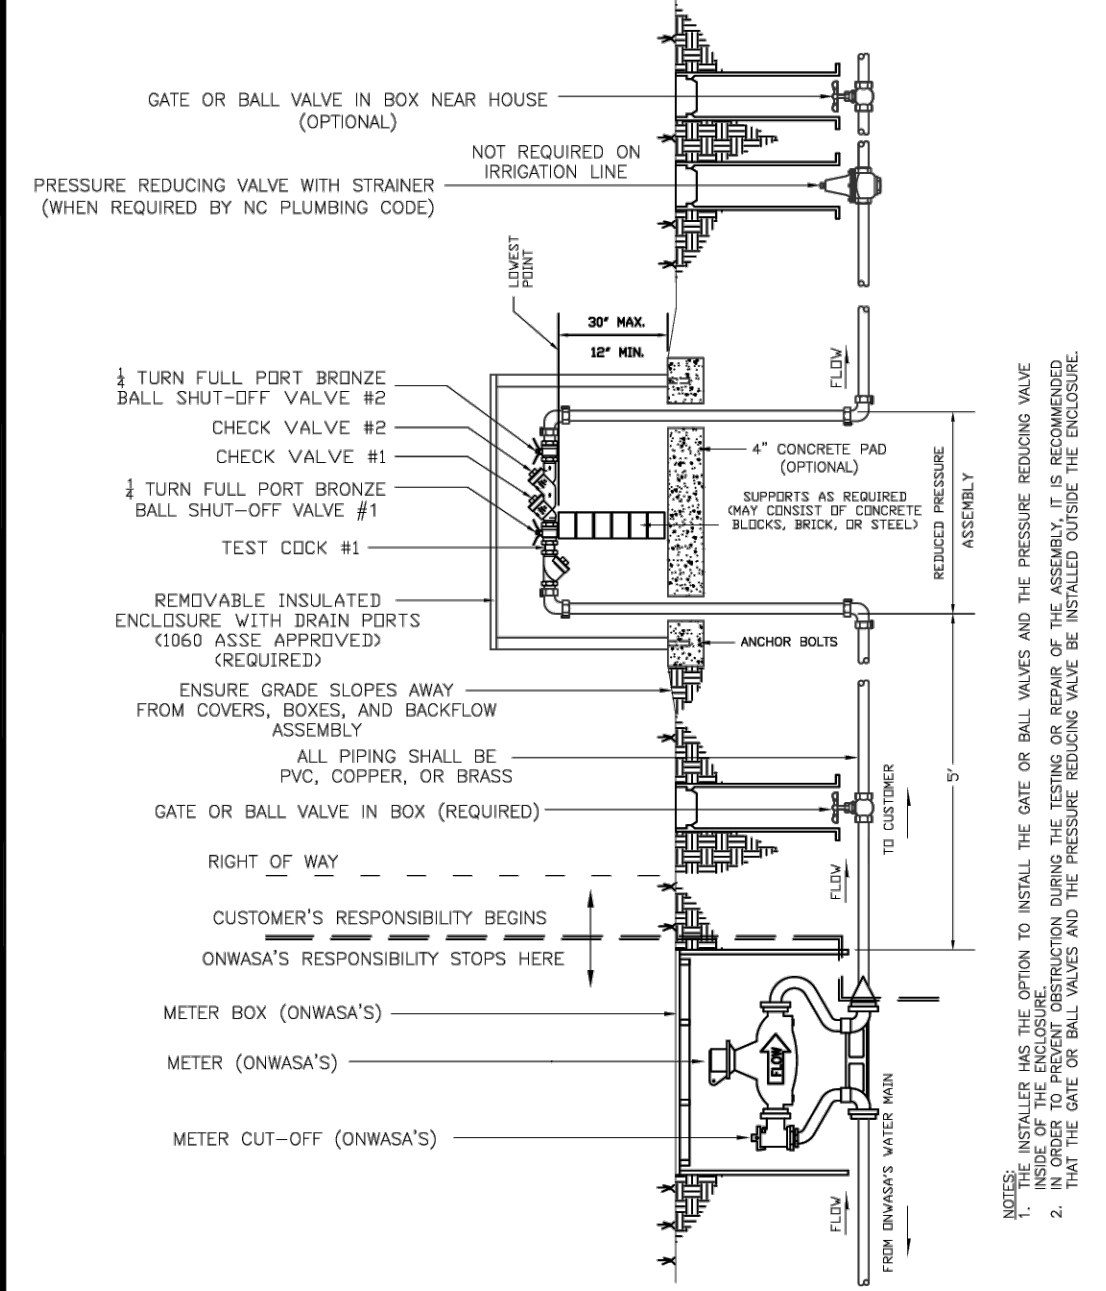 GATE OR BALL VALVE IN BOX NEAR HOUSE
(OPTIONAL)
NOT REQUIRED ON
IRRIGATION LINE
PRESSURE REDUCING VALVE WITH STRAINER
(WHEN REQUIRED BY NC PLUMBING CODE)
LOWEST
POINT
30" MAX.
12" MIN.
FLOW
1/4 TURN FULL PORT BRONZE
BALL SHUT-OFF VALVE #2
CHECK VALVE #2
CHECK VALVE #1
1/4 TURN FULL PORT BRONZE
BALL SHUT-OFF VALVE #1
TEST COCK #1
4" CONCRETE PAD
(OPTIONAL)
SUPPORTS AS REQUIRED
(MAY CONSIST OF CONCRETE
BLOCKS, BRICK, OR STEEL)
REDUCED PRESSURE
ASSEMBLY
REMOVABLE INSULATED
ENCLOSURE WITH DRAIN PORTS
(1060 ASSE APPROVED)
(REQUIRED)
ANCHOR BOLTS
ENSURE GRADE SLOPES AWAY
FROM COVERS, BOXES, AND BACKFLOW
ASSEMBLY
ALL PIPING SHALL BE
PVC, COPPER, OR BRASS
5'
GATE OR BALL VALVE IN BOX (REQUIRED)
TO CUSTOMER
FLOW
RIGHT OF WAY
CUSTOMER'S RESPONSIBILITY BEGINS
ONWASA'S RESPONSIBILITY STOPS HERE
METER BOX (ONWASA'S)
METER (ONWASA'S)
FLOW
METER CUT-OFF (ONWASA'S)
FLOW
FROM ONWASA'S WATER MAIN
NOTES:
1. THE INSTALLER HAS THE OPTION TO INSTALL THE GATE OR BALL VALVES AND THE PRESSURE REDUCING VALVE
INSIDE OF THE ENCLOSURE.
2. IN ORDER TO PREVENT OBSTRUCTION DURING THE TESTING OR REPAIR OF THE ASSEMBLY, IT IS RECOMMENDED
THAT THE GATE OR BALL VALVES AND THE PRESSURE REDUCING VALVE BE INSTALLED OUTSIDE THE ENCLOSURE.